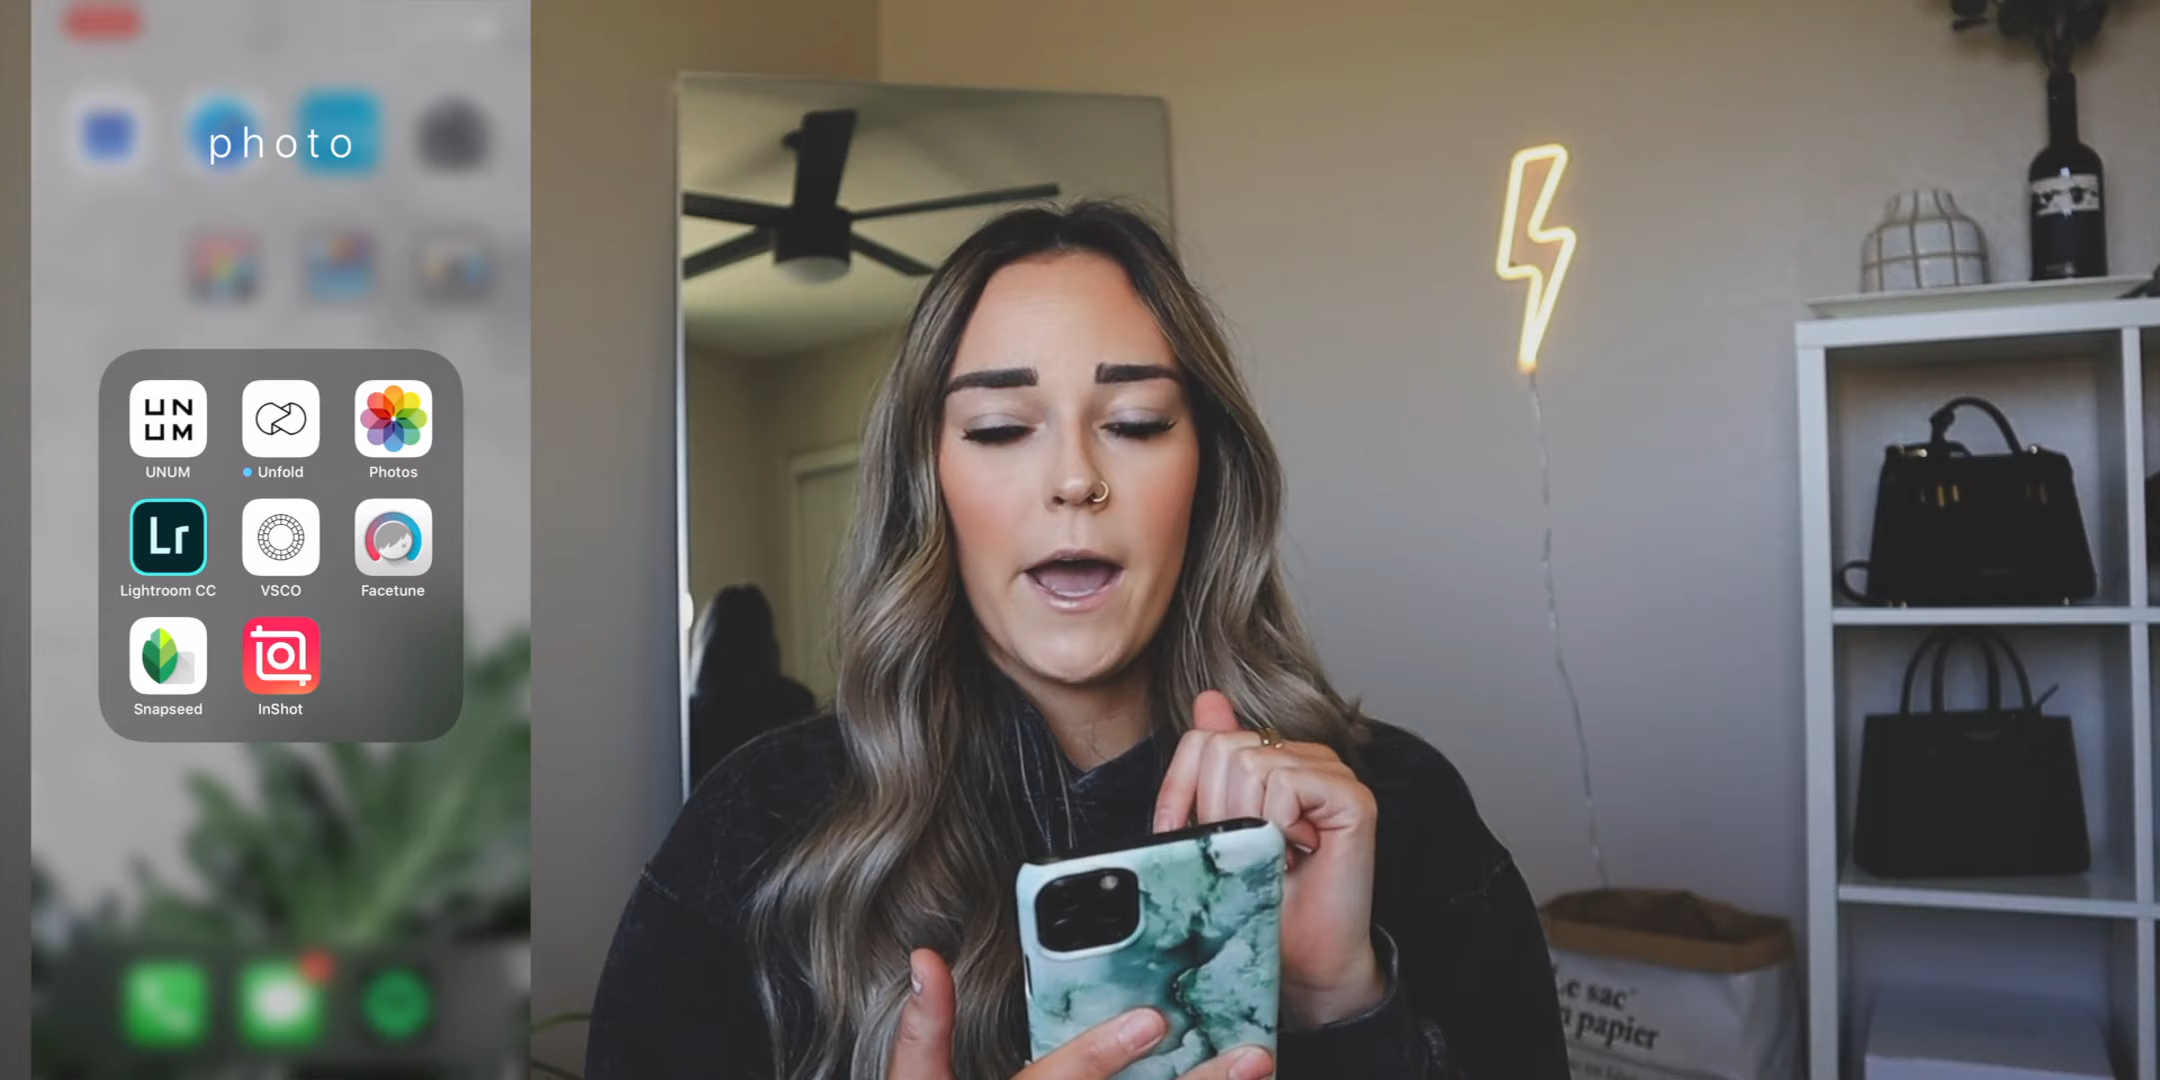 photo
UN
UM
UNUM
Unfold
Photos
Lr
Lightroom CC
VSCO
Facetune
Snapseed
InShot
sac
papier